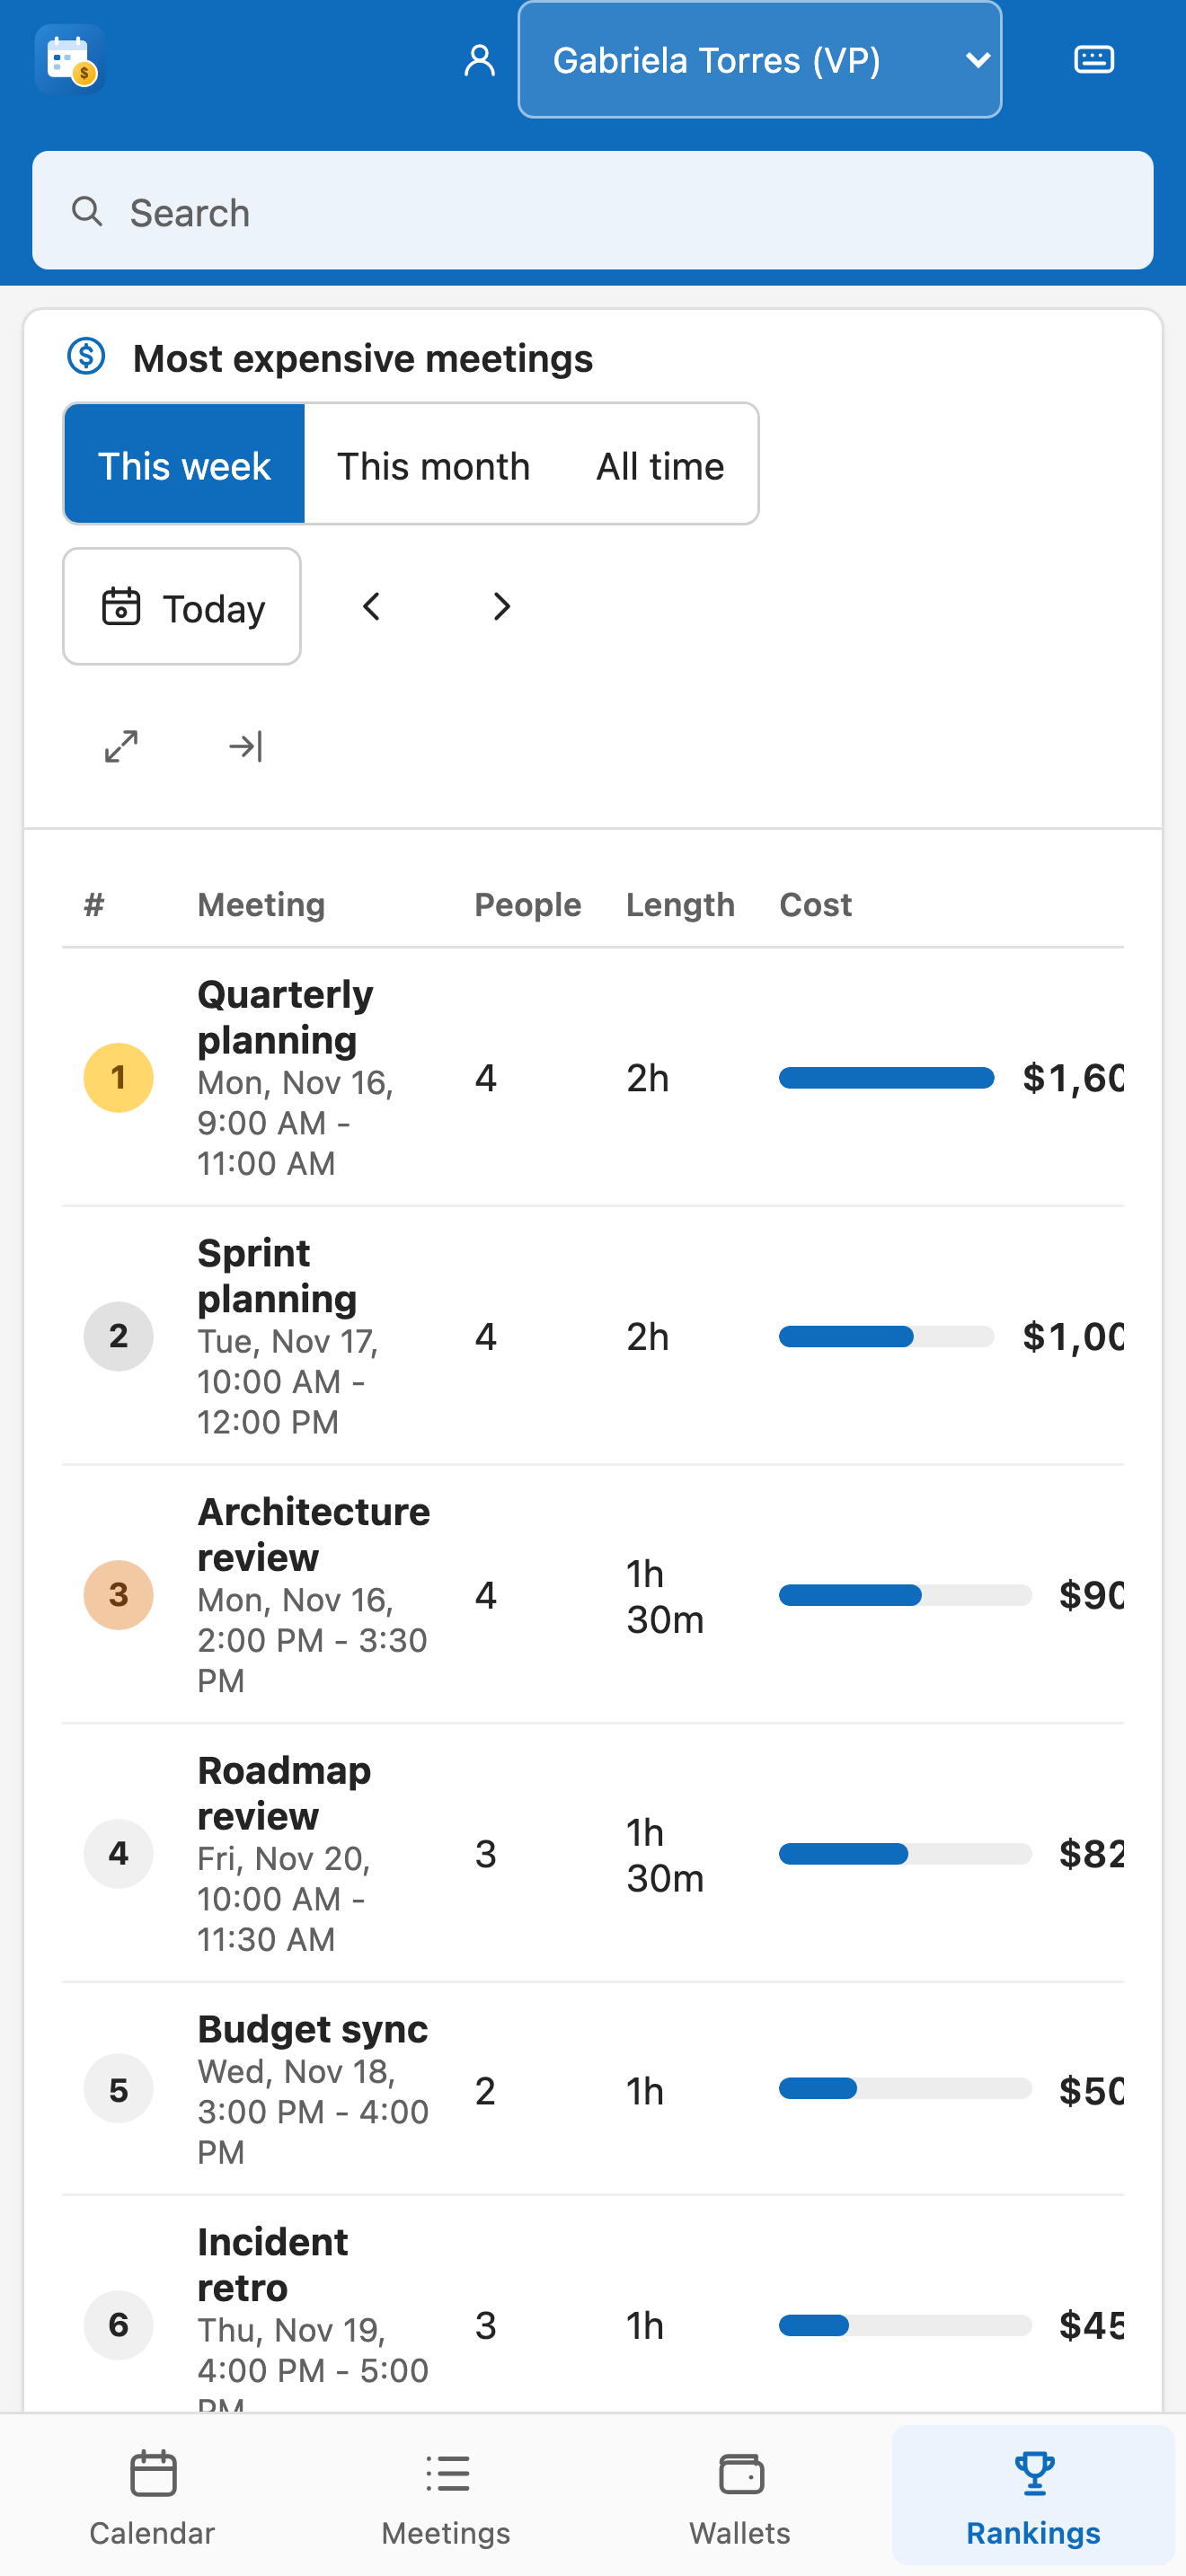 Gabriela Torres (VP)
Search
Most expensive meetings
This week
This month
All time
Today
# Meeting People Length Cost
1
Quarterly
planning
Mon, Nov 16,
9:00 AM -
11:00 AM
4
2h
2
Sprint
planning
Tue, Nov 17,
10:00 AM -
12:00 PM
4
2h
3
Architecture
review
Mon, Nov 16,
2:00 PM - 3:30
PM
4
1h
30m
4
Roadmap
review
Fri, Nov 20,
10:00 AM -
11:30 AM
3
1h
30m
5
Budget sync
Wed, Nov 18,
3:00 PM - 4:00
PM
2
1h
6
Incident
retro
Thu, Nov 19,
4:00 PM - 5:00
3
1h
Calendar
Meetings
Wallets
Rankings